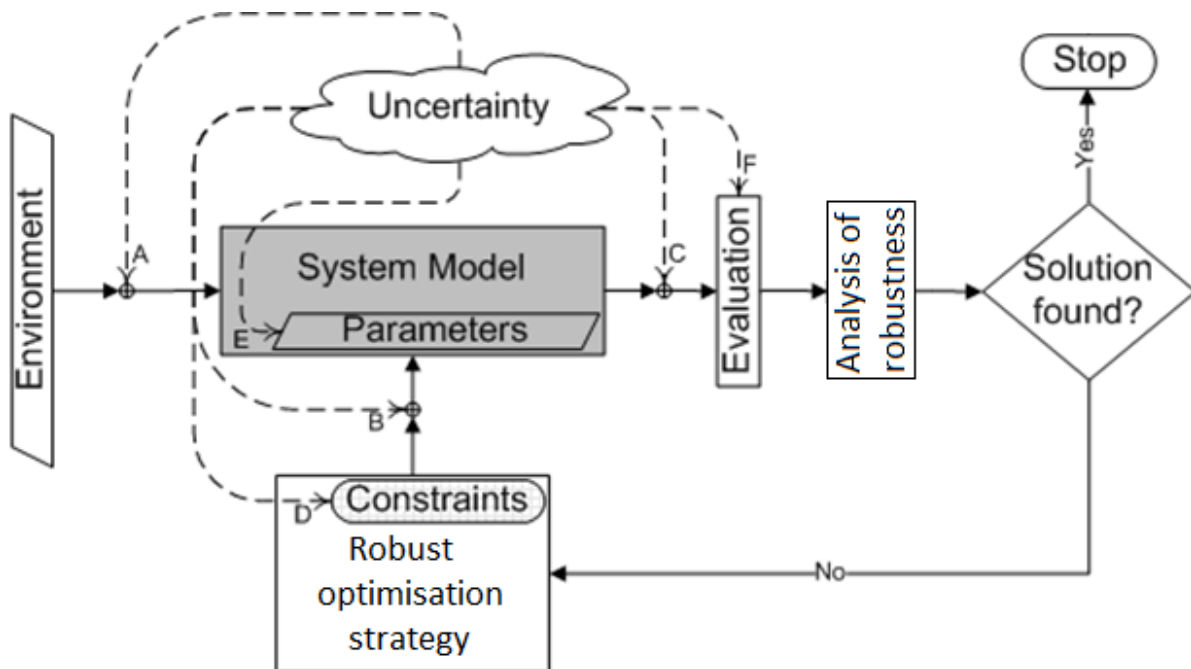 Stop
Uncertainty
Yes
F
Environment
A
System Model
C
Evaluation
Analysis of
robustness
Solution
found?
E
Parameters
B
D
Constraints
Robust
optimisation
strategy
No